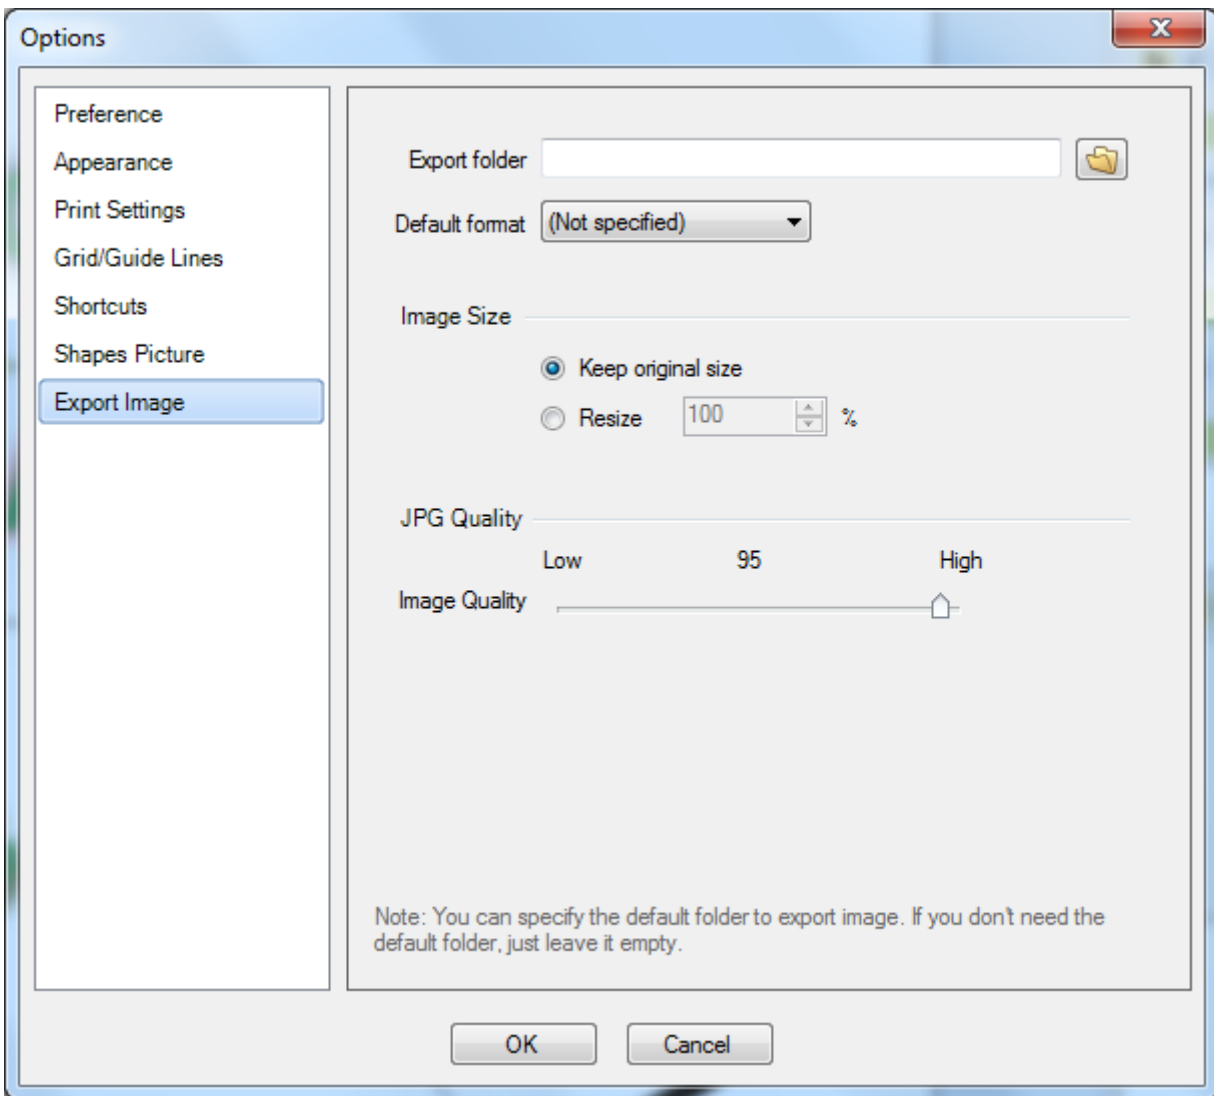 Options
Preference
Appearance
Print Settings
Grid/Guide Lines
Shortcuts
Shapes Picture
Export Image
Export folder
Default format (Not specified)
Image Size
Keep original size
Resize 100 %
JPG Quality
Low 95 High
Image Quality
Note: You can specify the default folder to export image. If you don't need the
default folder, just leave it empty.
OK Cancel